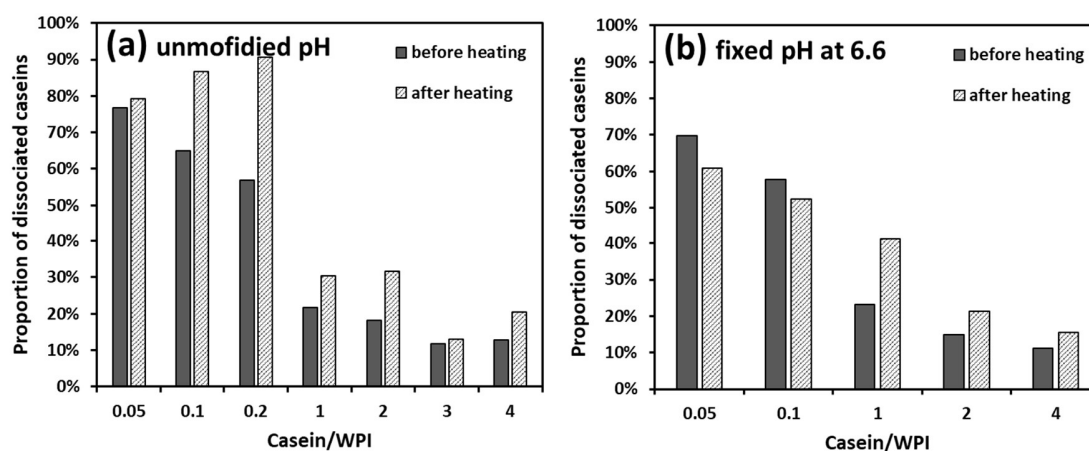 (a) unmofidied pH
before heating
after heating
Proportion of dissociated caseins
100%
90%
80%
70%
60%
50%
40%
30%
20%
10%
0%
0.05 0.1 0.2 1 2 3 4
Casein/WPI
(b) fixed pH at 6.6
before heating
after heating
Proportion of dissociated caseins
100%
90%
80%
70%
60%
50%
40%
30%
20%
10%
0%
0.05 0.1 1 2 4
Casein/WPI